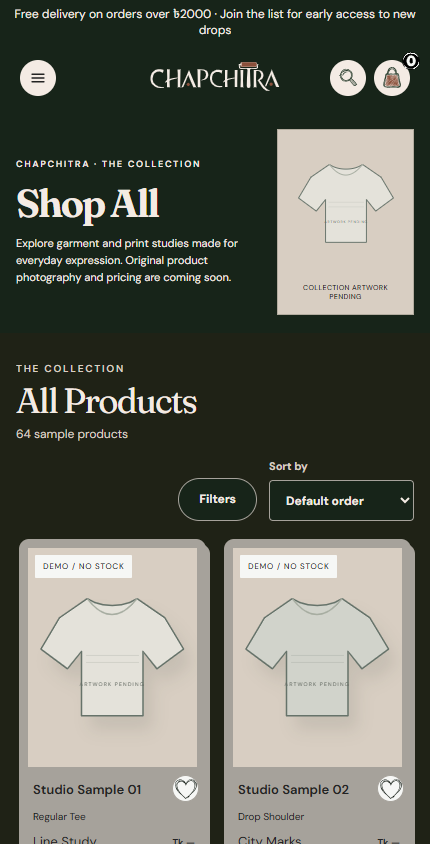 Free delivery on orders over ৳2000 · Join the list for early access to new
drops
CHAPCHITRA
0
CHAPCHITRA · THE COLLECTION
Shop All
Explore garment and print studies made for
everyday expression. Original product
photography and pricing are coming soon.
ARTWORK PENDING
COLLECTION ARTWORK
PENDING
THE COLLECTION
All Products
64 sample products
Sort by
Filters
Default order
DEMO / NO STOCK
ARTWORK PENDING
Studio Sample 01
Regular Tee
Line Study
Tk —
DEMO / NO STOCK
ARTWORK PENDING
Studio Sample 02
Drop Shoulder
City Marks
Tk —